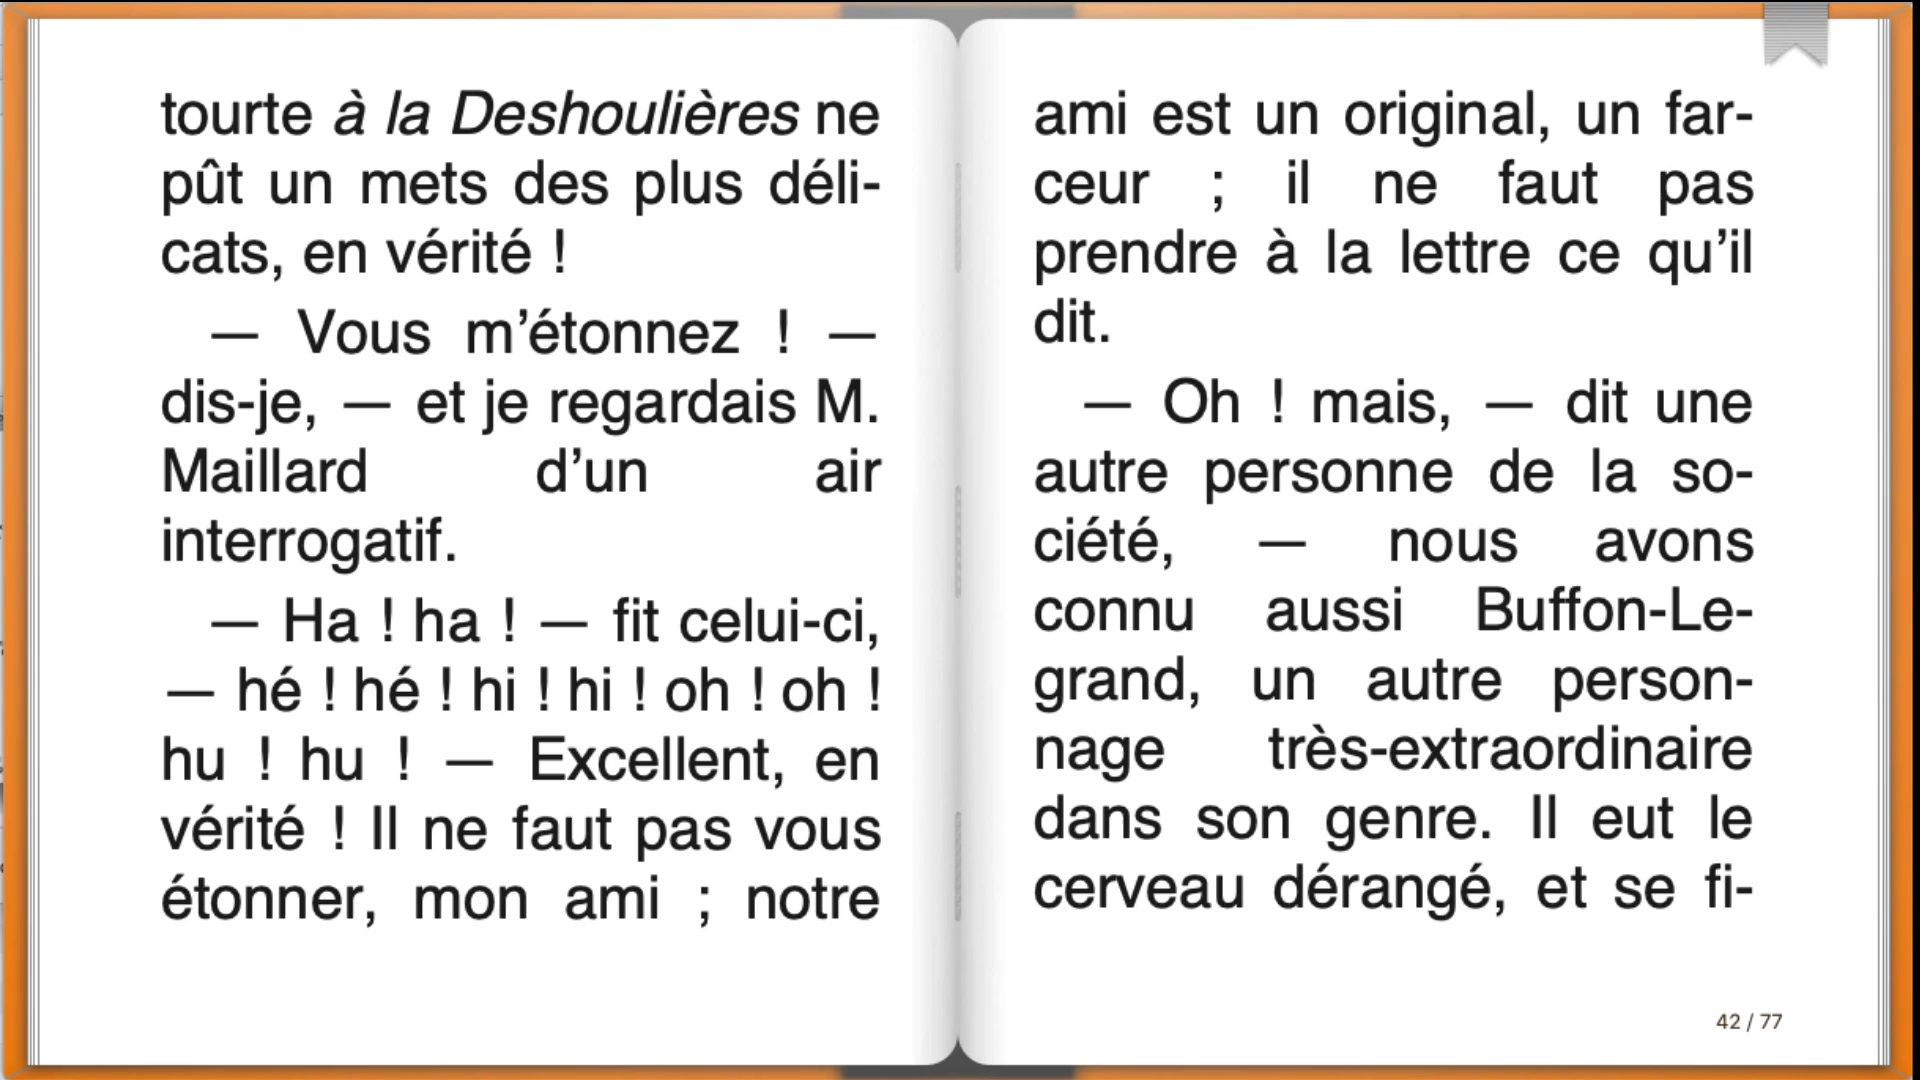 tourte à la Deshoulières ne
pût un mets des plus déli-
cats, en vérité !
— Vous m’étonnez ! —
dis-je, — et je regardais M.
Maillard d’un air
interrogatif.
— Ha ! ha ! — fit celui-ci,
— hé ! hé ! hi ! hi ! oh ! oh !
hu ! hu ! — Excellent, en
vérité ! Il ne faut pas vous
étonner, mon ami ; notre
ami est un original, un far-
ceur ; il ne faut pas
prendre à la lettre ce qu’il
dit.
— Oh ! mais, — dit une
autre personne de la so-
ciété, — nous avons
connu aussi Buffon-Le-
grand, un autre person-
nage très-extraordinaire
dans son genre. Il eut le
cerveau dérangé, et se fi-
42 / 77